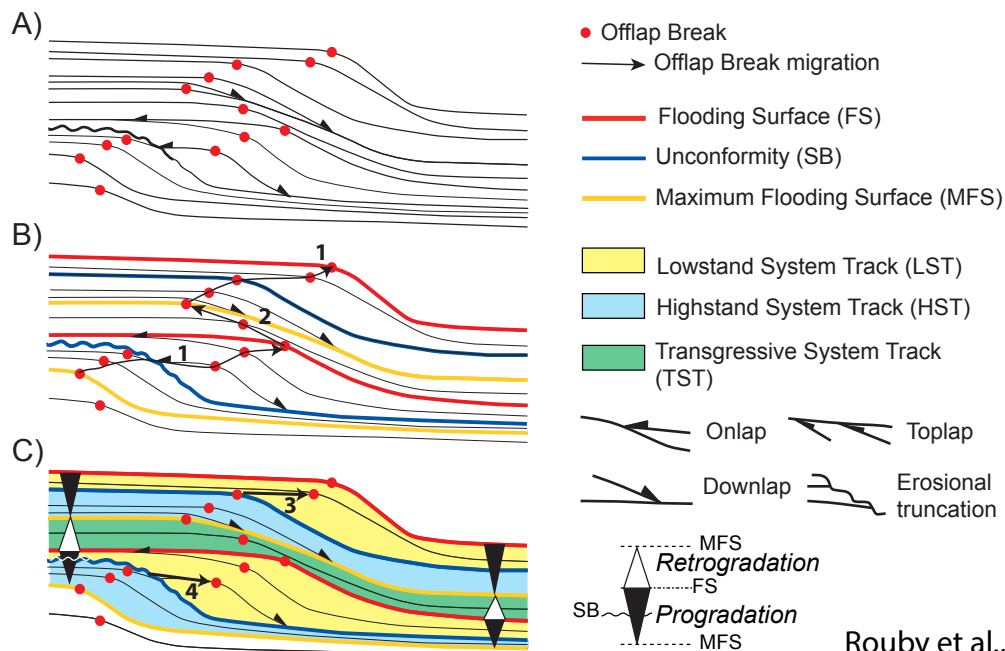 A)
Offlap Break
Offlap Break migration
Flooding Surface (FS)
Unconformity (SB)
Maximum Flooding Surface (MFS)
B)
1
2
1
Lowstand System Track (LST)
Highstand System Track (HST)
Transgressive System Track
(TST)
Onlap
Toplap
Downlap
Erosional
truncation
C)
3
4
MFS
Retrogradation
FS
SB
Progradation
MFS
Rouby et al.,